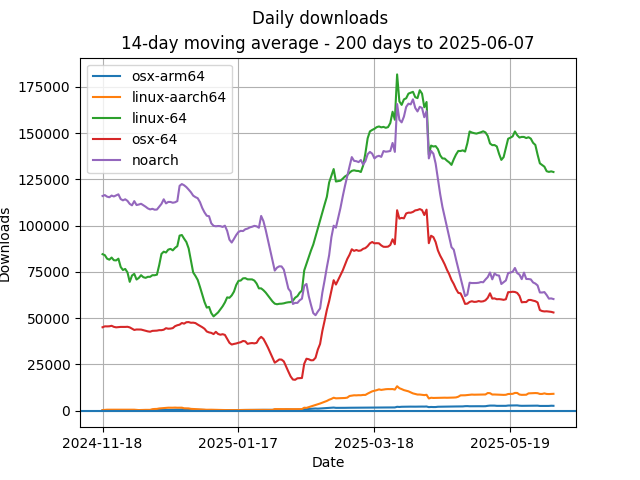 Daily downloads
14-day moving average - 200 days to 2025-06-07
osx-arm64
linux-aarch64
linux-64
osx-64
noarch
175000
150000
125000
100000
75000
50000
25000
0
Downloads
2024-11-18
2025-01-17
2025-03-18
2025-05-19
Date